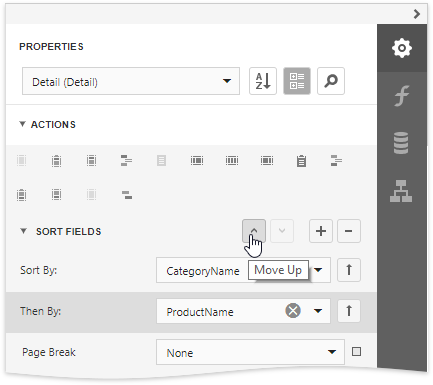 PROPERTIES
Detail (Detail)
ACTIONS
SORT FIELDS
Sort By: CategoryName
Move Up
Then By: ProductName
Page Break None